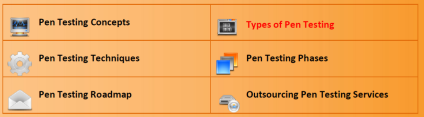 Pen Testing Concepts
Types of Pen Testing
Pen Testing Techniques
Pen Testing Phases
Pen Testing Roadmap
Outsourcing Pen Testing Services